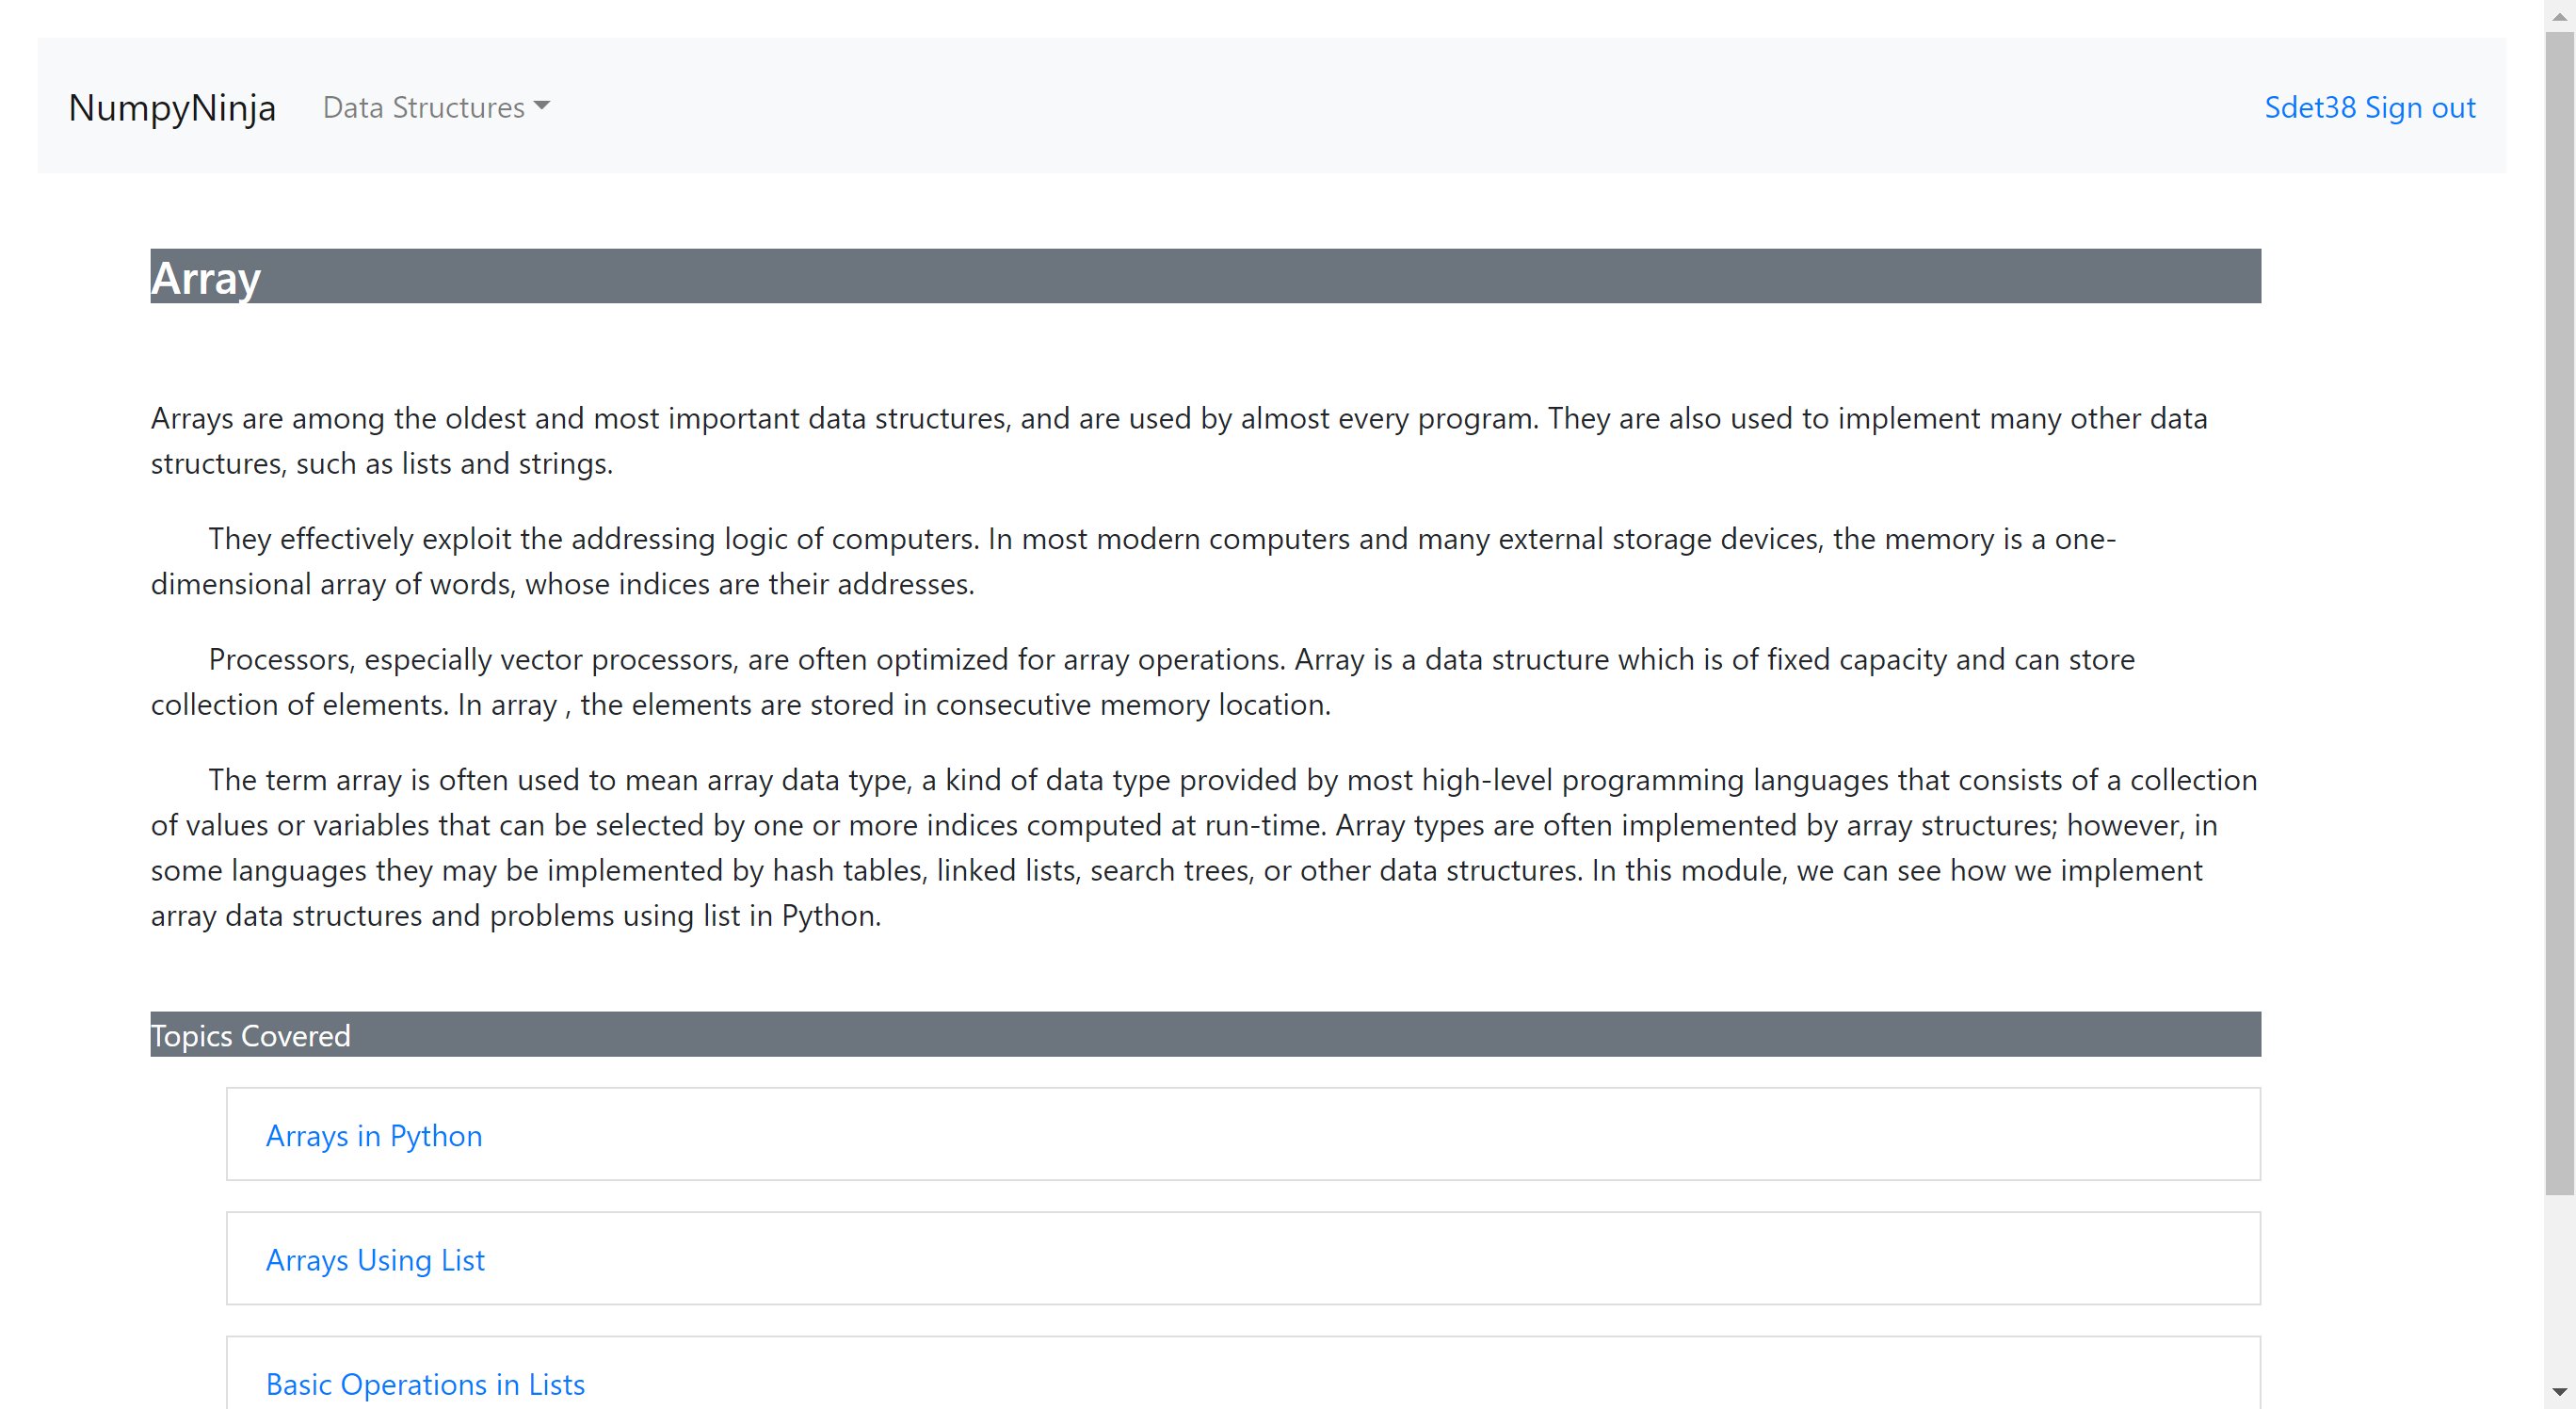 NumpyNinja Data Structures Sdet38 Sign out
Array
Arrays are among the oldest and most important data structures, and are used by almost every program. They are also used to implement many other data
structures, such as lists and strings.
They effectively exploit the addressing logic of computers. In most modern computers and many external storage devices, the memory is a one-
dimensional array of words, whose indices are their addresses.
Processors, especially vector processors, are often optimized for array operations. Array is a data structure which is of fixed capacity and can store
collection of elements. In array , the elements are stored in consecutive memory location.
The term array is often used to mean array data type, a kind of data type provided by most high-level programming languages that consists of a collection
of values or variables that can be selected by one or more indices computed at run-time. Array types are often implemented by array structures; however, in
some languages they may be implemented by hash tables, linked lists, search trees, or other data structures. In this module, we can see how we implement
array data structures and problems using list in Python.
Topics Covered
Arrays in Python
Arrays Using List
Basic Operations in Lists